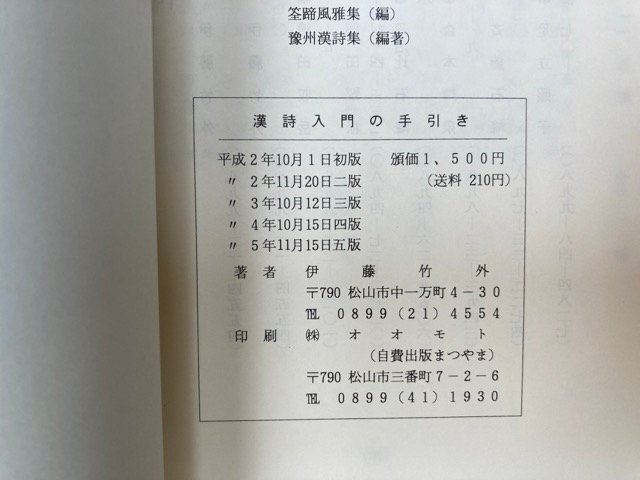 筌蹄風雅集（編）
豫州漢詩集（編著）
漢詩入門の手引き
平成２年10月１日初版　頒価１、５００円
〃　２年11月20日二版　（送料 210円）
〃　３年10月12日三版
〃　４年10月15日四版
〃　５年11月15日五版
著者　伊藤竹外
〒790 松山市中一万町４－30
℡ ０８９９（２１）４５５４
印刷　㈱オオモト
（自費出版まつやま）
〒790 松山市三番町７－２－６
℡ ０８９９（４１）１９３０